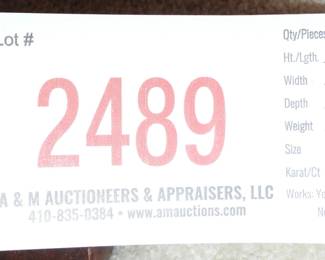 Lot #
2489
A & M AUCTIONEERS & APPRAISERS, LLC
410-835-0384 • www.amauctions.com
Qty/Pieces
Ht./Lgth.
Width
Depth
Weight
Size
Karat/Ct
Works: